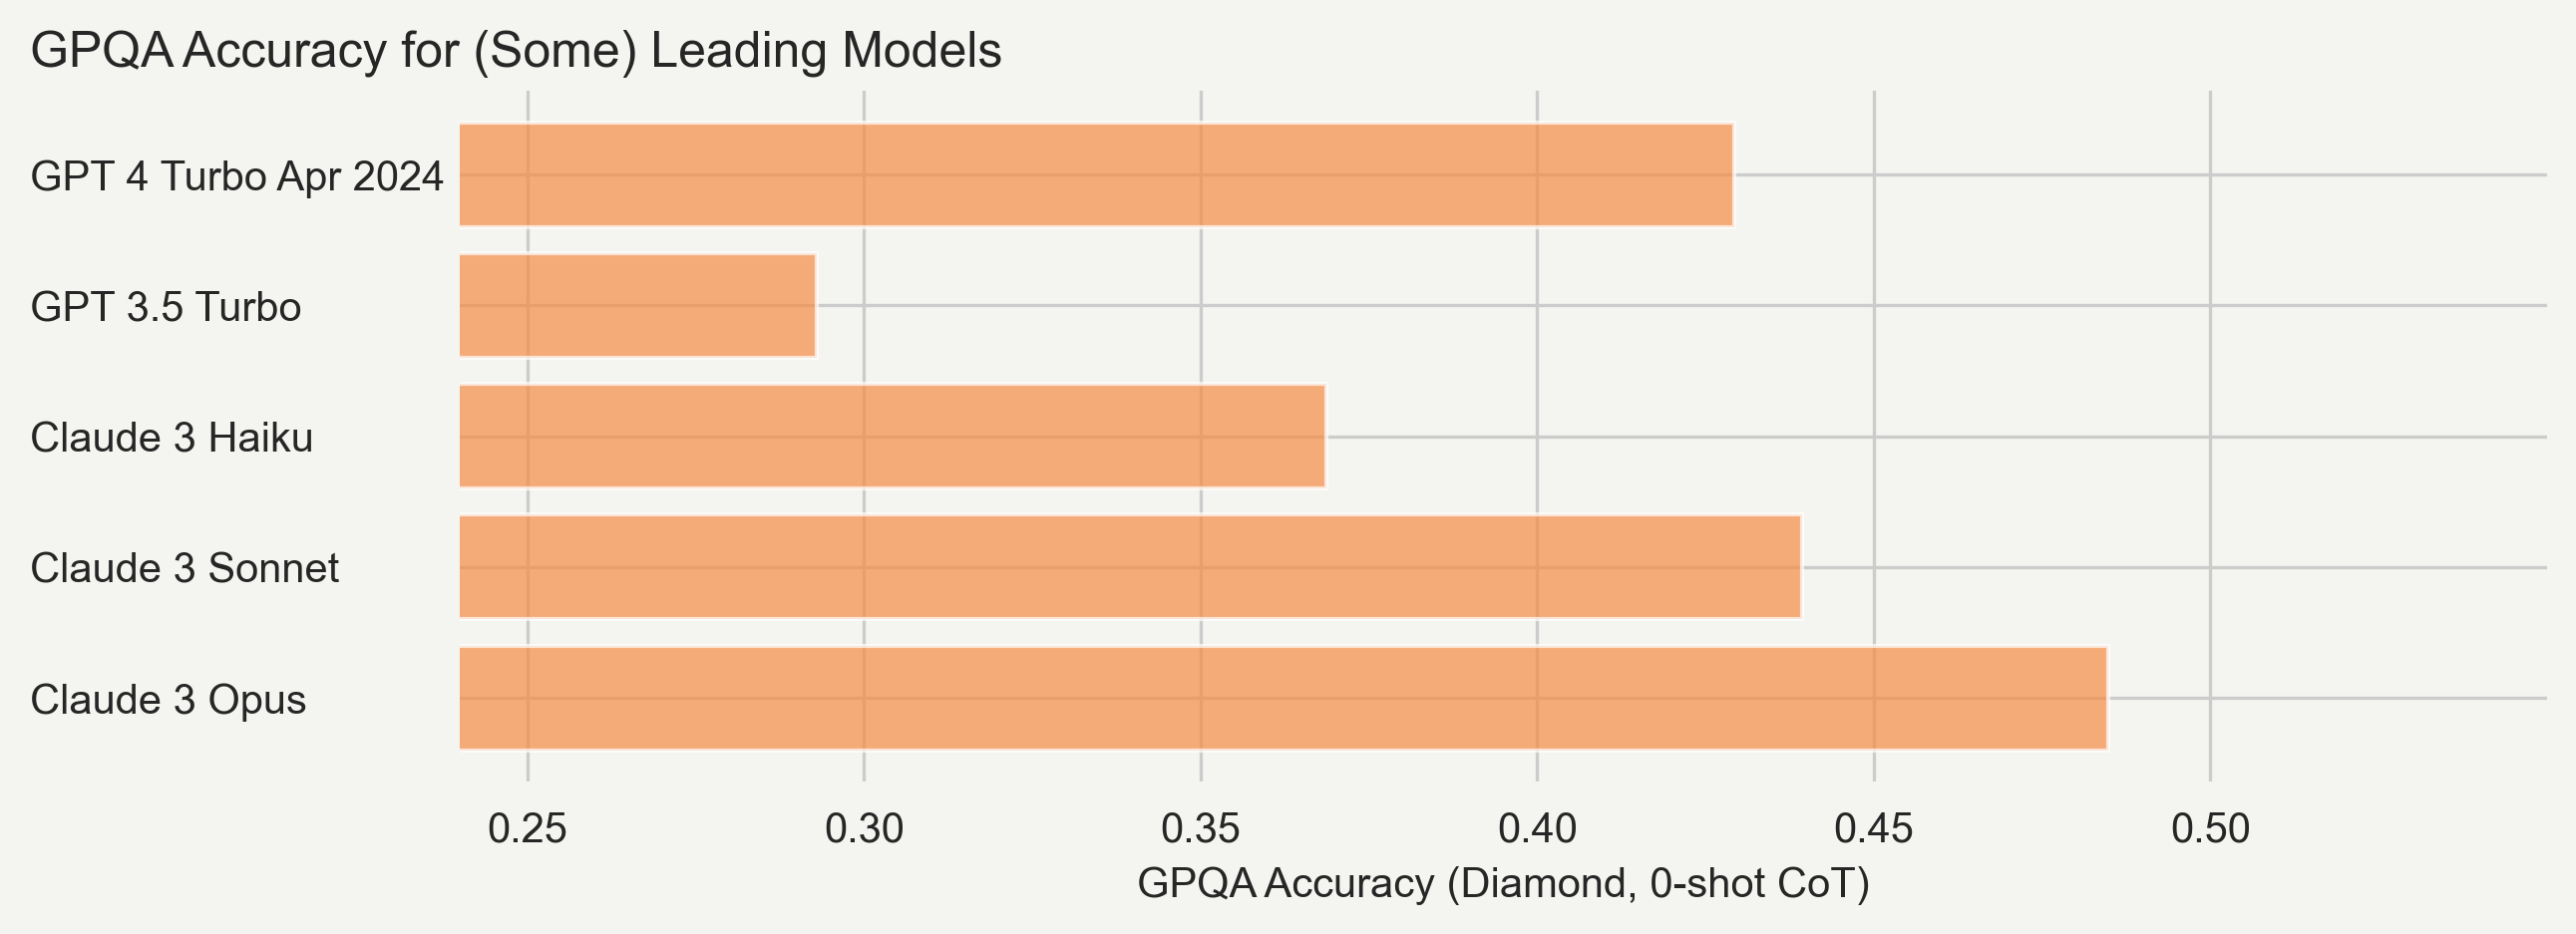 GPQA Accuracy for (Some) Leading Models
GPT 4 Turbo Apr 2024
GPT 3.5 Turbo
Claude 3 Haiku
Claude 3 Sonnet
Claude 3 Opus
0.25 0.30 0.35 0.40 0.45 0.50
GPQA Accuracy (Diamond, 0-shot CoT)